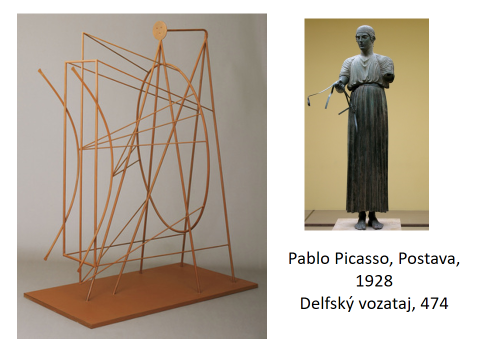 Pablo Picasso, Postava,
1928
Delfský vozataj, 474